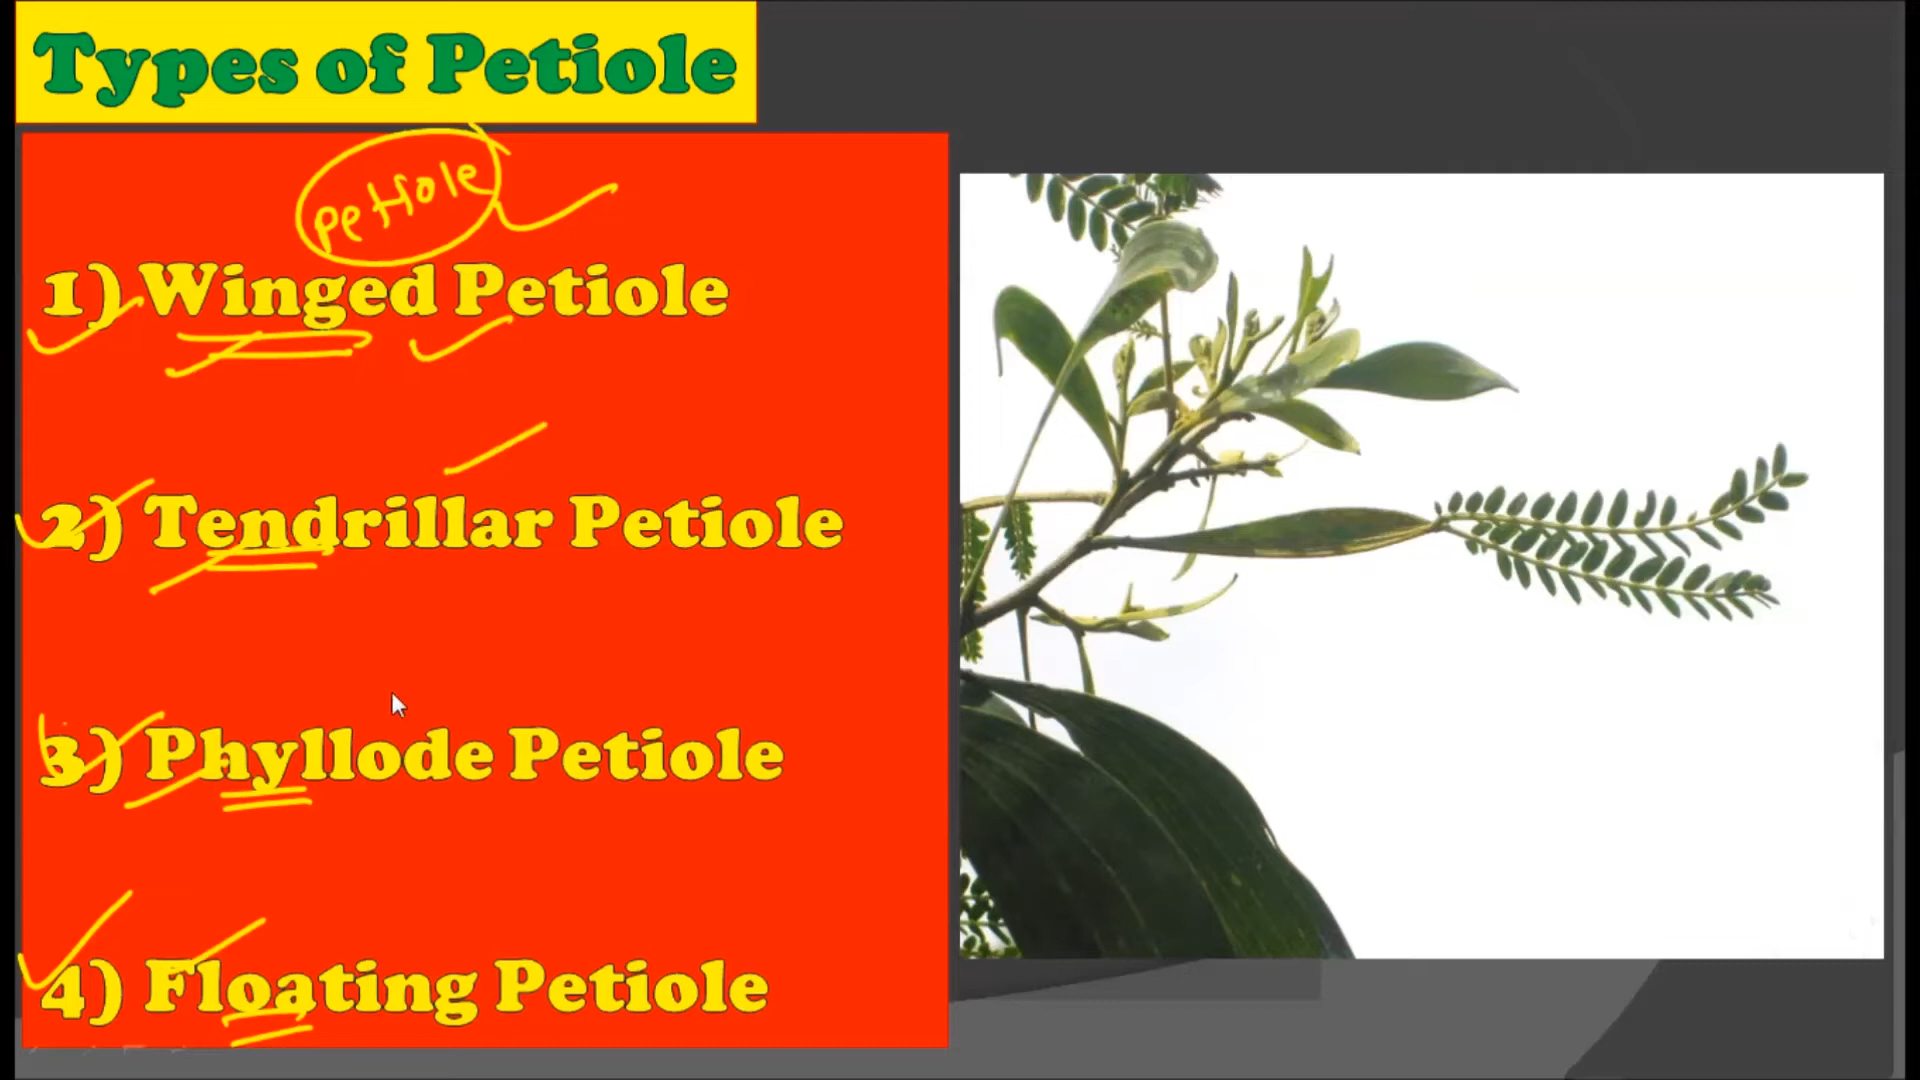 Types of Petiole
petiole
1) Winged Petiole
2) Tendrillar Petiole
3) Phyllode Petiole
4) Floating Petiole